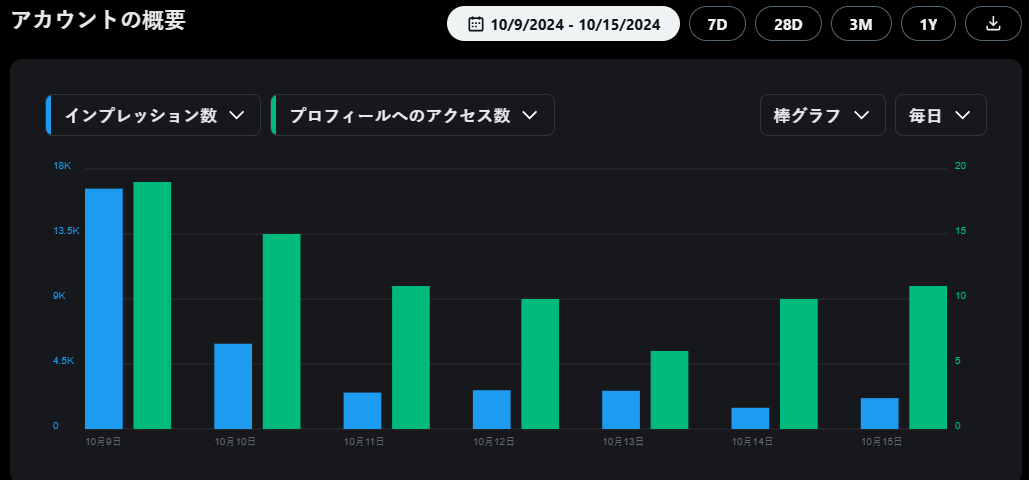 アカウントの概要
10/9/2024 - 10/15/2024 7D 28D 3M 1Y
インプレッション数 プロフィールへのアクセス数 棒グラフ 毎日
18K 20
13.5K 15
9K 10
4.5K 5
0 0
10月9日 10月10日 10月11日 10月12日 10月13日 10月14日 10月15日